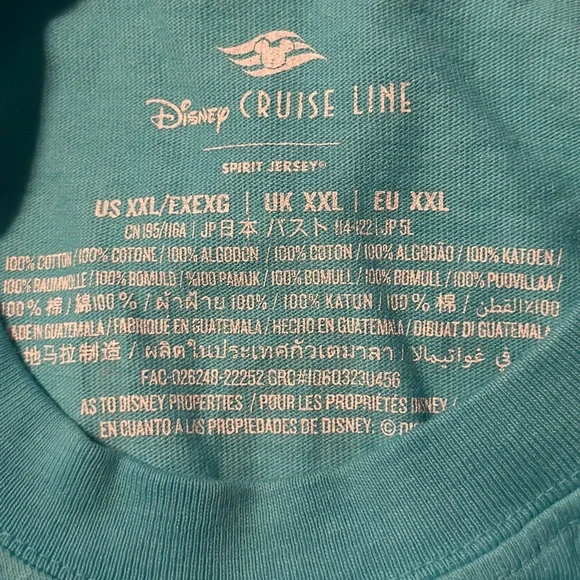 Disney CRUISE LINE
SPIRIT JERSEY®
US XXL/EXEXG | UK XXL | EU XXL
CN 195/116A | JP 日本 バスト 114-122 | JP 5L
100% COTTON / 100% COTONE / 100% ALGODON / 100% COTON / 100% ALGODÃO / 100% KATOEN /
100% BAUMWOLLE / 100% BOMULD / %100 PAMUK / 100% BOMULL / 100% BOMULL / 100% PUUVILLAA /
100% 棉 / 綿100% / ผ้าฝ้าย 100% / 100% KATUN / 100% 棉 / القطن ٪100
MADE IN GUATEMALA / FABRIQUE EN GUATEMALA / HECHO EN GUATEMALA / DIBUAT DI GUATEMALA
地马拉制造 / ผลิตในประเทศกัวเตมาลา / في غواتيمالا
FAC-026248-22252 GRC#
AS TO DISNEY PROPERTIES / POUR LES PROPRIÉTÉS DISNEY /
EN CUANTO A LAS PROPIEDADES DE DISNEY: ©